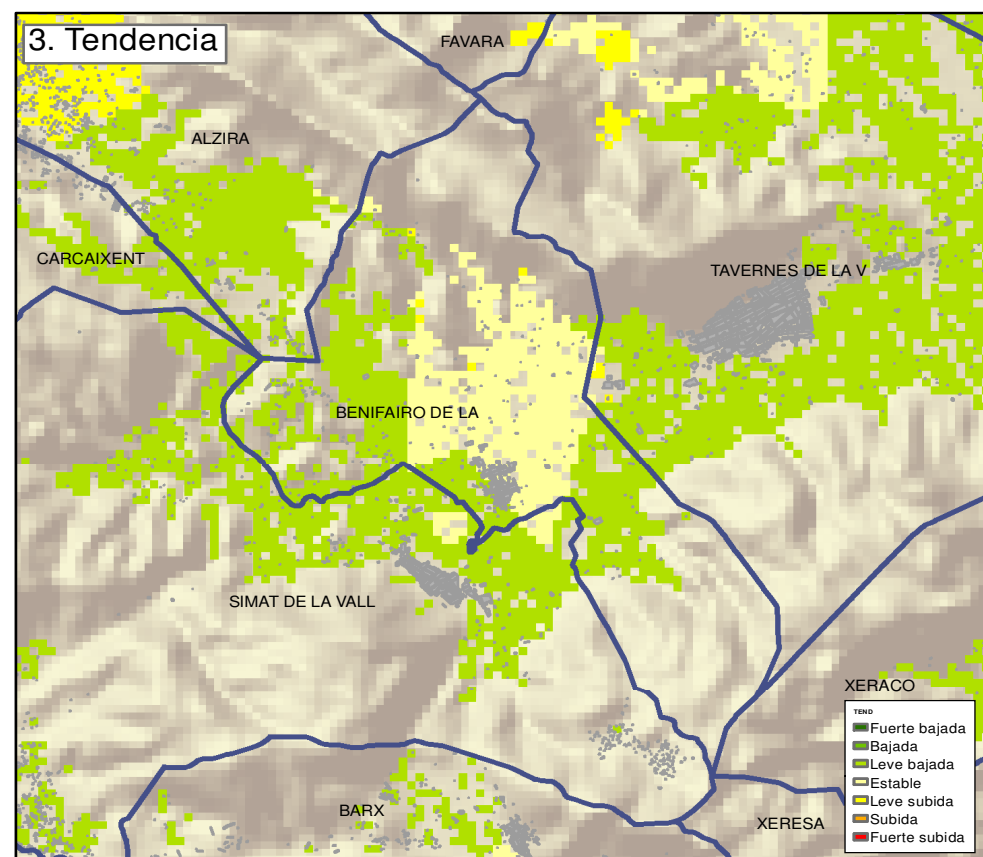 3. Tendencia
FAVARA
ALZIRA
CARCAIXENT
TAVERNES DE LA V
BENIFAIRO DE LA
SIMAT DE LA VALL
XERACO
BARX
XERESA
TEND
Fuerte bajada
Bajada
Leve bajada
Estable
Leve subida
Subida
Fuerte subida